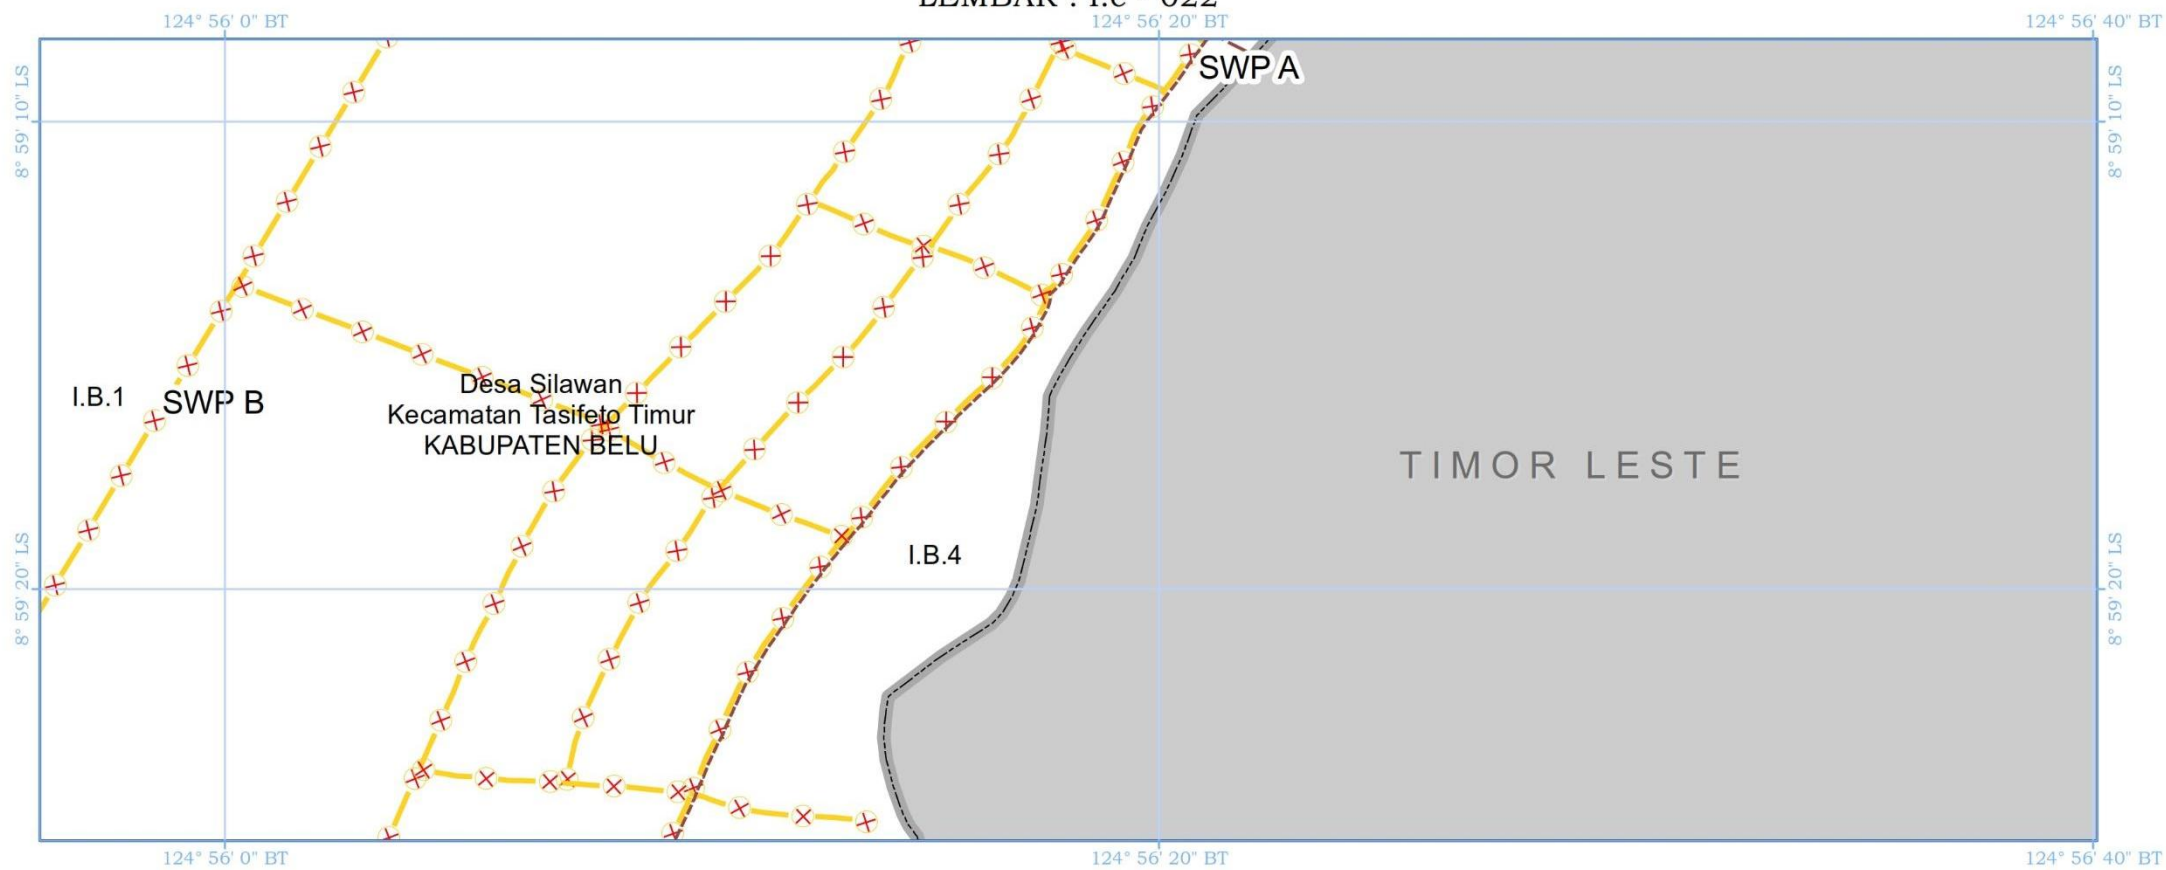 124° 56' 0" BT
124° 56' 20" BT
124° 56' 40" BT
SWP A
8° 59' 10" LS
8° 59' 10" LS
Desa Silawan
I.B.1
SWP B
Kecamatan Tasifeto Timur
KABUPATEN BELU
TIMOR LESTE
I.B.4
8° 59' 20" LS
8° 59' 20" LS
124° 56' 0" BT
124° 56' 20" BT
124° 56' 40" BT